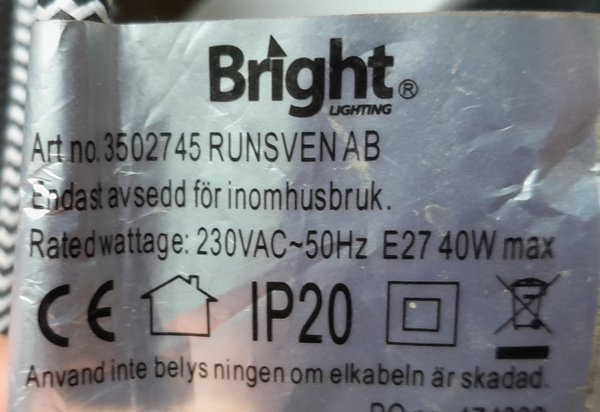 Bright®
LIGHTING
Art no. 3502745 RUNSVEN AB
Endast avsedd för inomhusbruk.
Rated wattage: 230VAC~50Hz E27 40W max
CE IP20
Anvand inte belysningen om elkabeln är skadad.